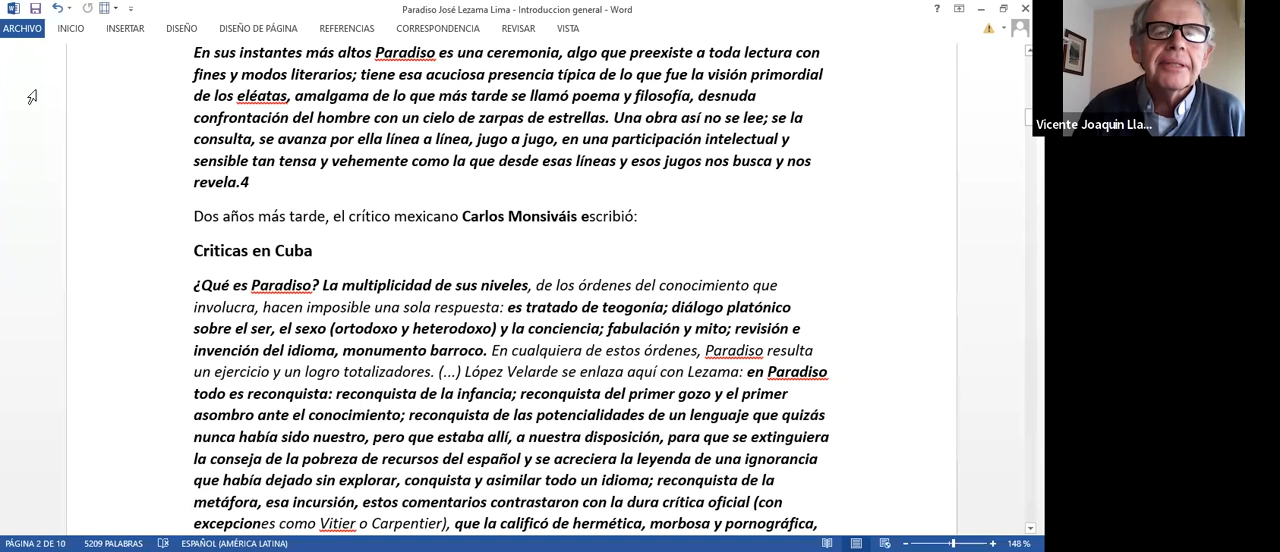 Paradiso José Lezama Lima - Introduccion general - Word
ARCHIVO INICIO INSERTAR DISEÑO DISEÑO DE PÁGINA REFERENCIAS CORRESPONDENCIA REVISAR VISTA
Vicente Joaquin Lla...
En sus instantes más altos Paradiso es una ceremonia, algo que preexiste a toda lectura con
fines y modos literarios; tiene esa acuciosa presencia típica de lo que fue la visión primordial
de los eléatas, amalgama de lo que más tarde se llamó poema y filosofía, desnuda
confrontación del hombre con un cielo de zarpas de estrellas. Una obra así no se lee; se la
consulta, se avanza por ella línea a línea, jugo a jugo, en una participación intelectual y
sensible tan tensa y vehemente como la que desde esas líneas y esos jugos nos busca y nos
revela.4
Dos años más tarde, el crítico mexicano Carlos Monsiváis escribió:
Criticas en Cuba
¿Qué es Paradiso? La multiplicidad de sus niveles, de los órdenes del conocimiento que
involucra, hacen imposible una sola respuesta: es tratado de teogonía; diálogo platónico
sobre el ser, el sexo (ortodoxo y heterodoxo) y la conciencia; fabulación y mito; revisión e
invención del idioma, monumento barroco. En cualquiera de estos órdenes, Paradiso resulta
un ejercicio y un logro totalizadores. (...) López Velarde se enlaza aquí con Lezama: en Paradiso
todo es reconquista: reconquista de la infancia; reconquista del primer gozo y el primer
asombro ante el conocimiento; reconquista de las potencialidades de un lenguaje que quizás
nunca había sido nuestro, pero que estaba allí, a nuestra disposición, para que se extinguiera
la conseja de la pobreza de recursos del español y se acreciera la leyenda de una ignorancia
que había dejado sin explorar, conquista y asimilar todo un idioma; reconquista de la
metáfora, esa incursión, estos comentarios contrastaron con la dura crítica oficial (con
excepciones como Vitier o Carpentier), que la calificó de hermética, morbosa y pornográfica,
PÁGINA 2 DE 10 5209 PALABRAS ESPAÑOL (AMÉRICA LATINA) 148 %